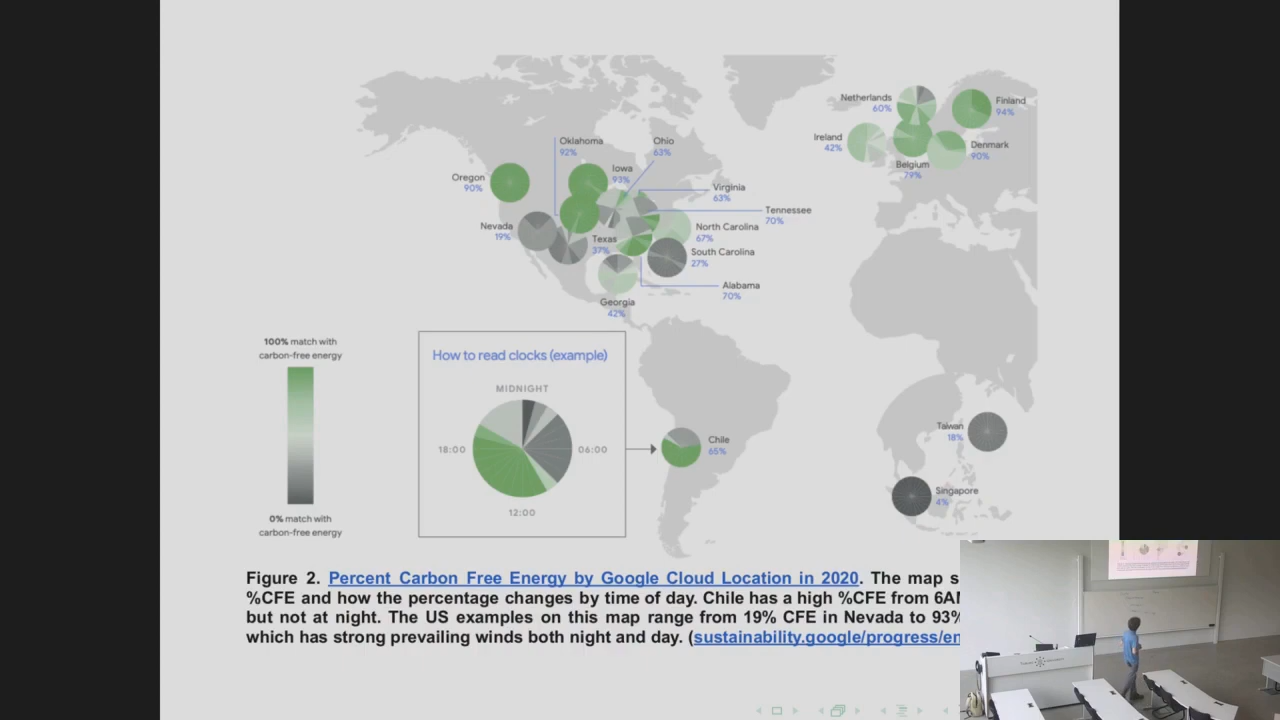 Netherlands
60%
Finland
94%
Ireland
42%
Belgium
79%
Denmark
90%
Oklahoma
92%
Ohio
63%
Iowa
93%
Oregon
90%
Virginia
63%
Tennessee
70%
Nevada
19%
Texas
37%
North Carolina
67%
South Carolina
27%
Alabama
70%
Georgia
42%
100% match with
carbon-free energy
0% match with
carbon-free energy
How to read clocks (example)
MIDNIGHT
18:00
06:00
12:00
Chile
65%
Taiwan
18%
Singapore
4%
Figure 2. Percent Carbon Free Energy by Google Cloud Location in 2020. The map s
%CFE and how the percentage changes by time of day. Chile has a high %CFE from 6AM
but not at night. The US examples on this map range from 19% CFE in Nevada to 93%
which has strong prevailing winds both night and day. (sustainability.google/progress/en